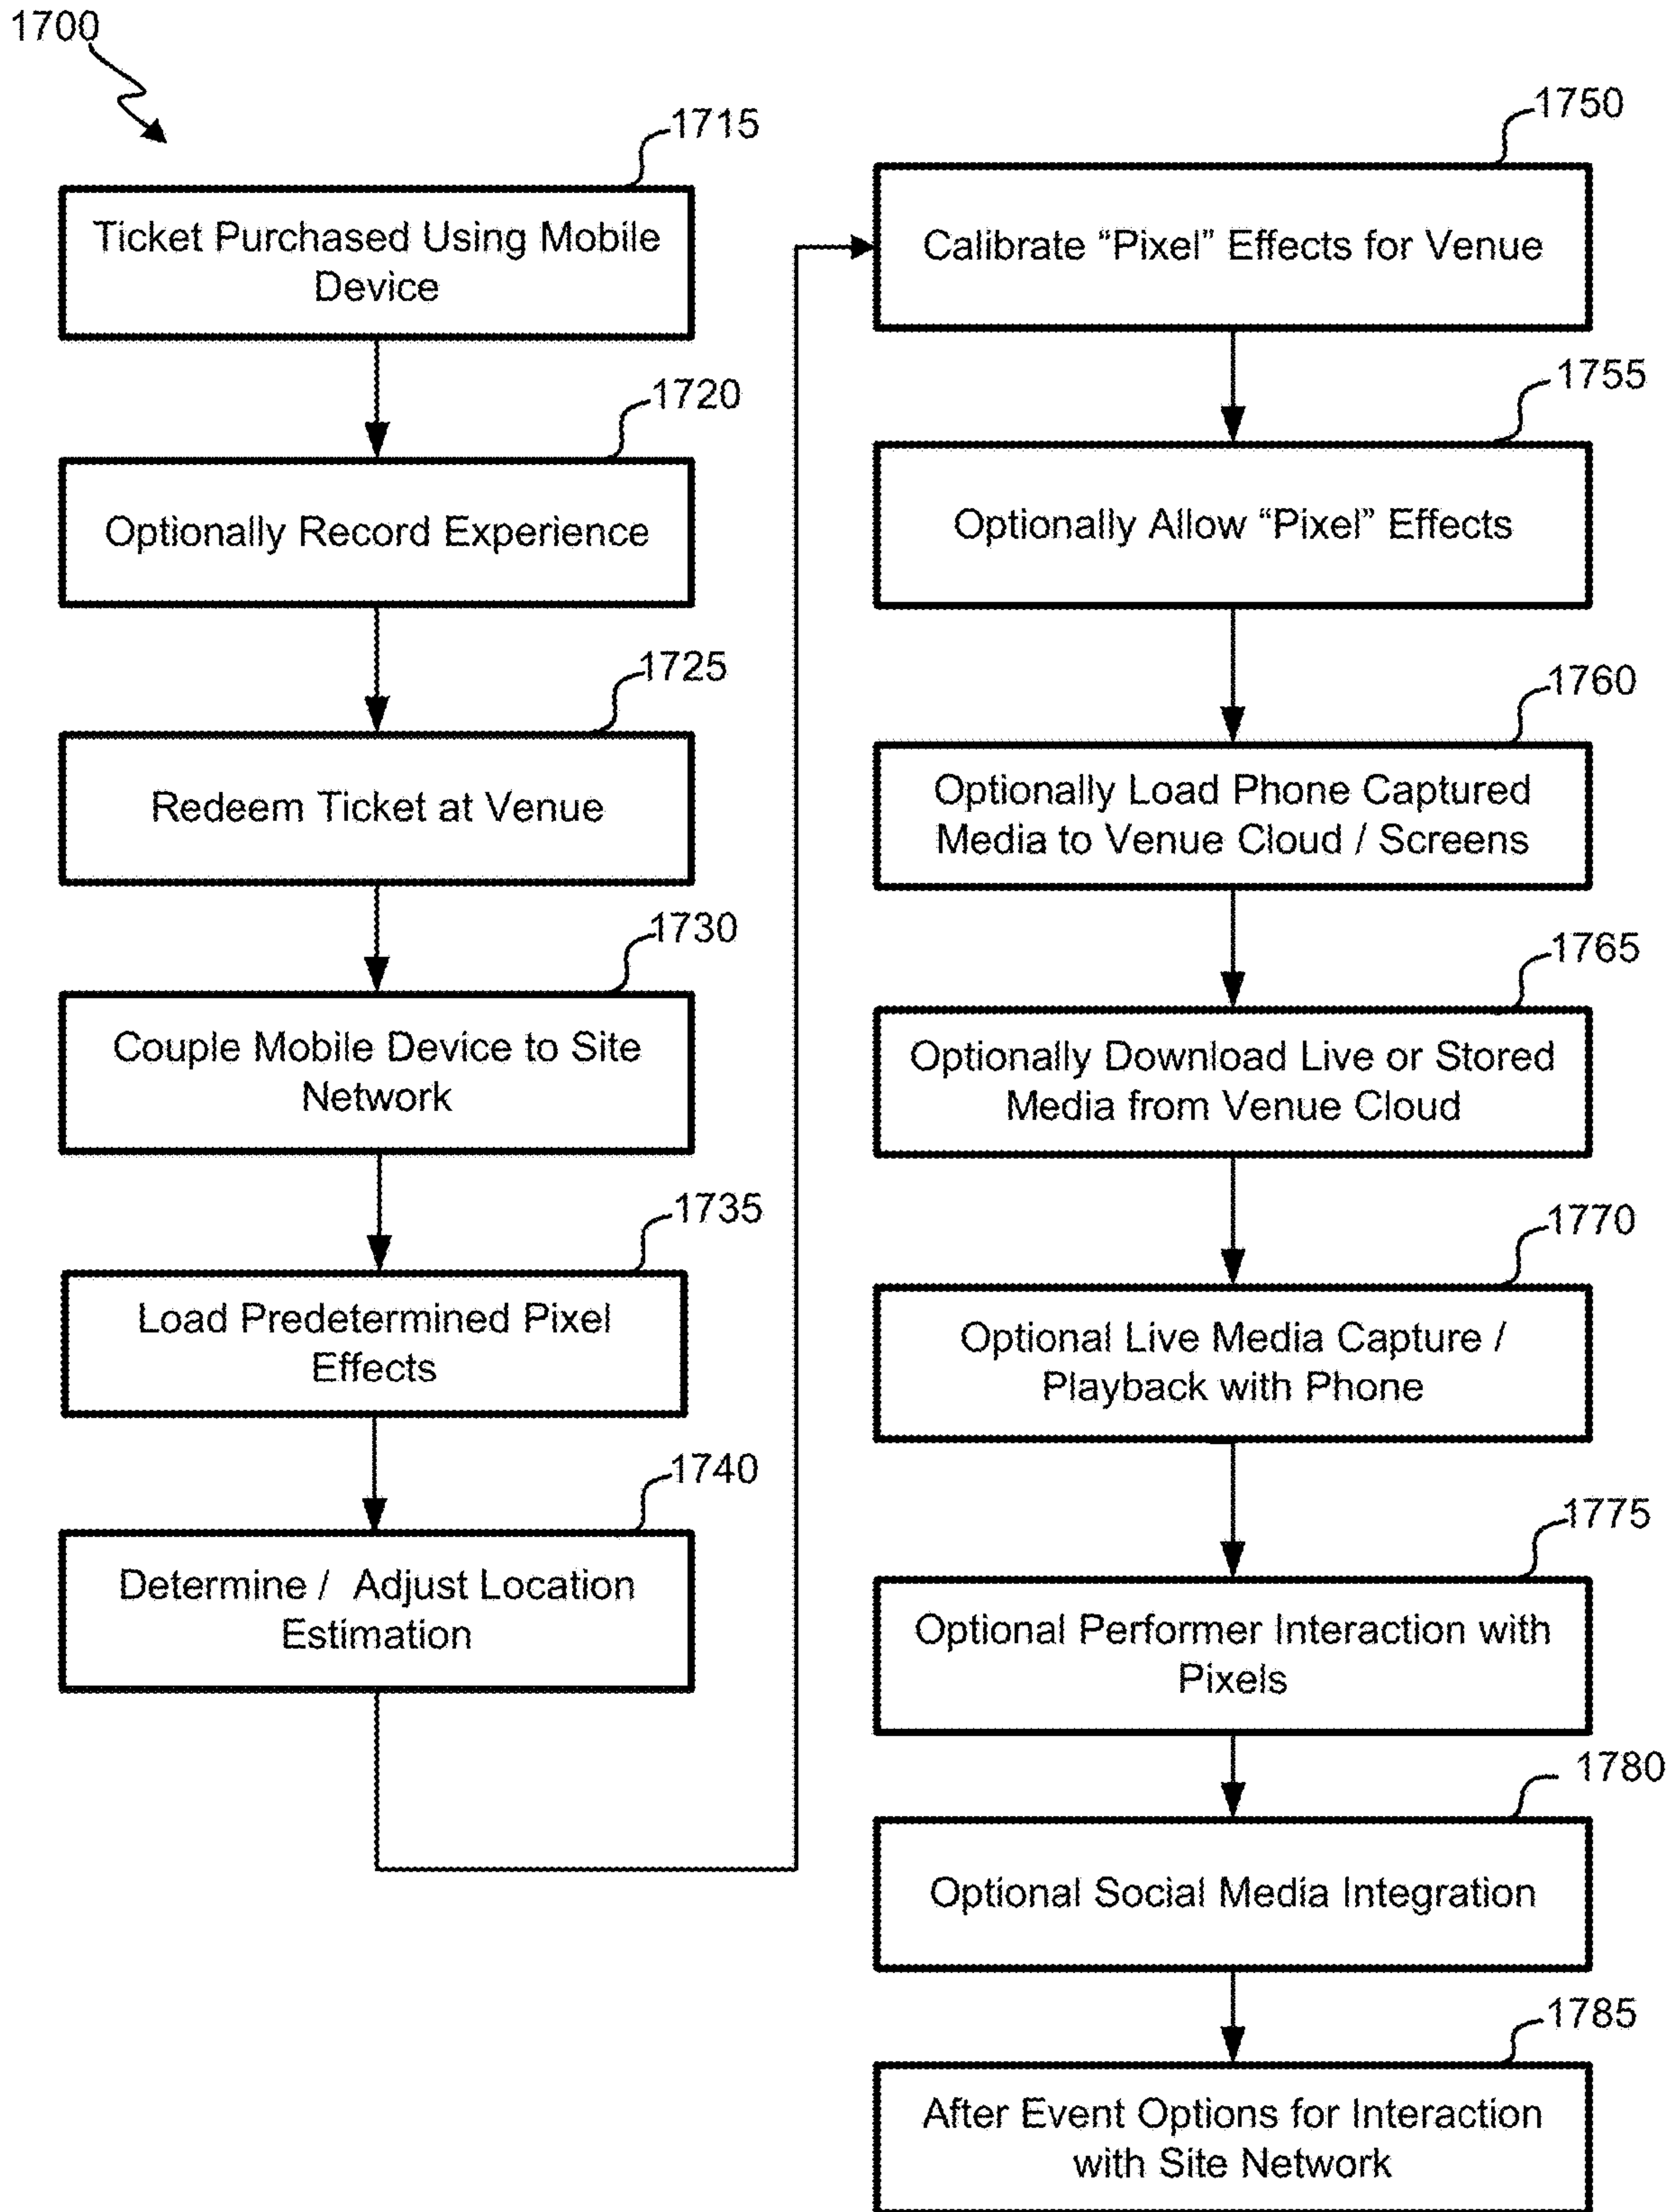 1700
1715
Ticket Purchased Using Mobile
Device
1720
Optionally Record Experience
1725
Redeem Ticket at Venue
1730
Couple Mobile Device to Site
Network
1735
Load Predetermined Pixel
Effects
1740
Determine / Adjust Location
Estimation
1750
Calibrate “Pixel” Effects for Venue
1755
Optionally Allow “Pixel” Effects
1760
Optionally Load Phone Captured
Media to Venue Cloud / Screens
1765
Optionally Download Live or Stored
Media from Venue Cloud
1770
Optional Live Media Capture /
Playback with Phone
1775
Optional Performer Interaction with
Pixels
1780
Optional Social Media Integration
1785
After Event Options for Interaction
with Site Network